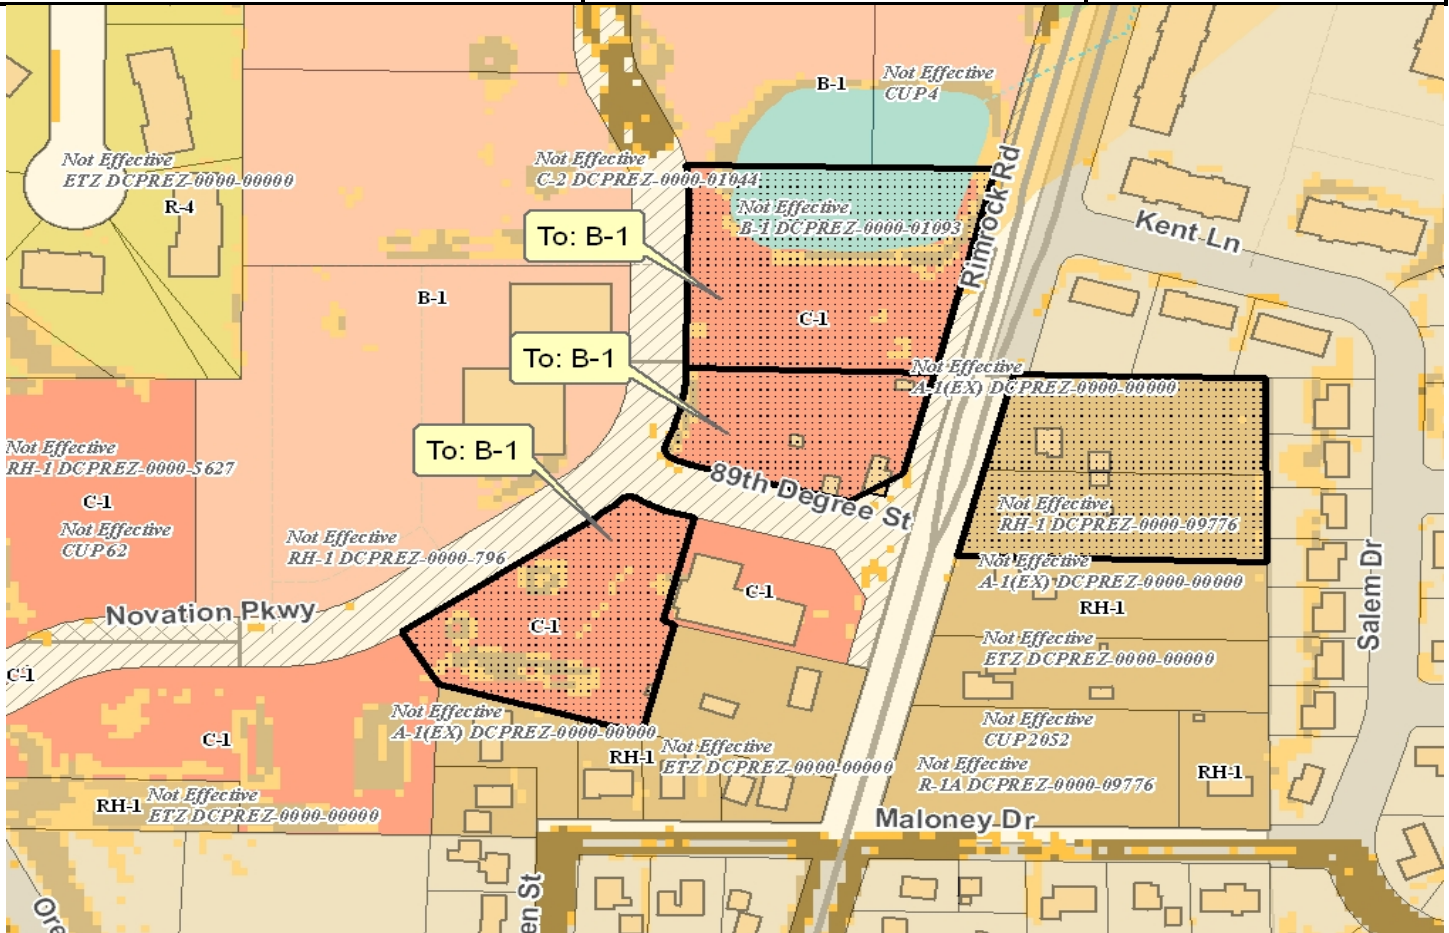 B-1
Not Effective
CUP4
Not Effective
ETZ DCPREZ-0000-00000
R-4
Not Effective
C-2 DCPREZ-0000-01044
Not Effective
B-1 DCPREZ-0000-01093
Rimrock Rd
Kent Ln
To: B-1
B-1
C-1
To: B-1
Not Effective
A-1(EX) DCPREZ-0000-00000
To: B-1
Not Effective
RH-1 DCPREZ-0000-5627
C-1
Not Effective
CUP62
89th Degree St
Not Effective
RH-1 DCPREZ-0000-09776
Not Effective
RH-1 DCPREZ-0000-796
Not Effective
A-1(EX) DCPREZ-0000-00000
Salem Dr
Novation Pkwy
C-1
RH-1
C-1
Not Effective
ETZ DCPREZ-0000-00000
C-1
Not Effective
A-1(EX) DCPREZ-0000-00000
Not Effective
CUP2052
C-1
RH-1
Not Effective
ETZ DCPREZ-0000-00000
Not Effective
R-1A DCPREZ-0000-09776
RH-1
RH-1
Not Effective
ETZ DCPREZ-0000-00000
Maloney Dr
Ore
en St